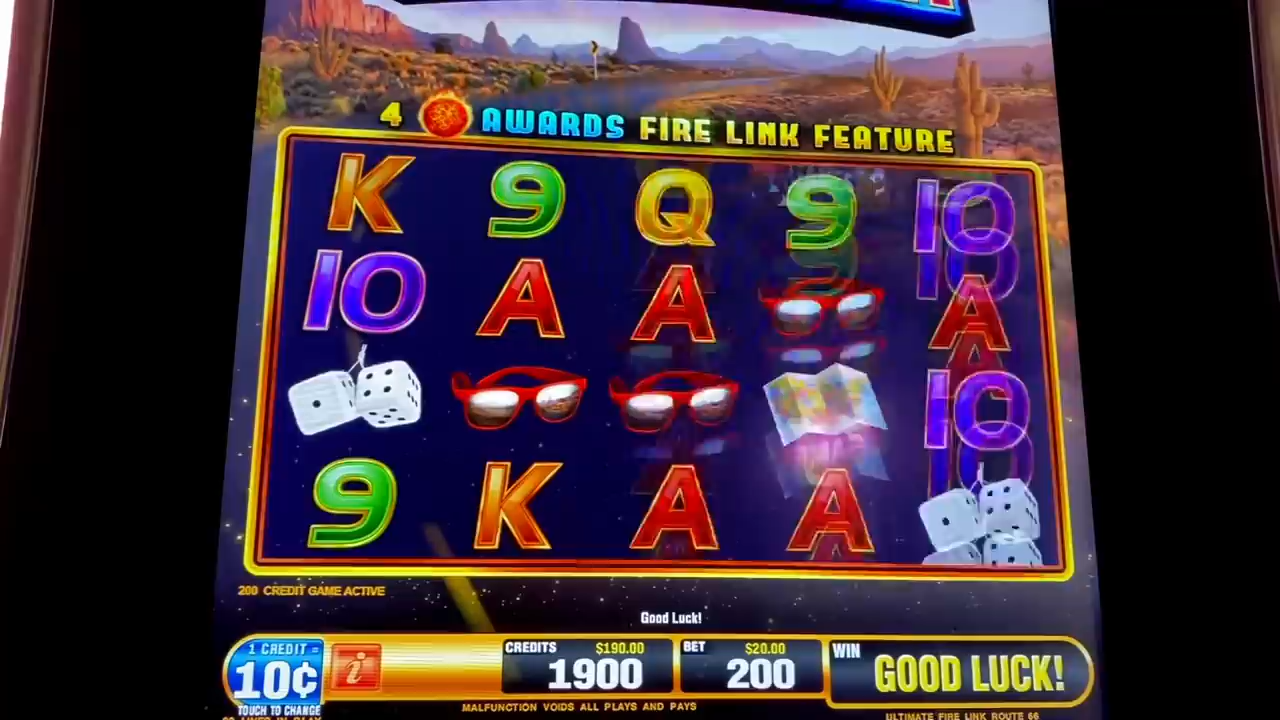 4 AWARDS FIRE LINK FEATURE
K 9 Q 9 10
10 A A A
10
9 K A A
200 CREDIT GAME ACTIVE
Good Luck!
1 CREDIT =
10¢
TOUCH TO CHANGE
i
CREDITS $190.00
1900
BET $20.00
200
WIN GOOD LUCK!
MALFUNCTION VOIDS ALL PLAYS AND PAYS
ULTIMATE FIRE LINK ROUTE 66